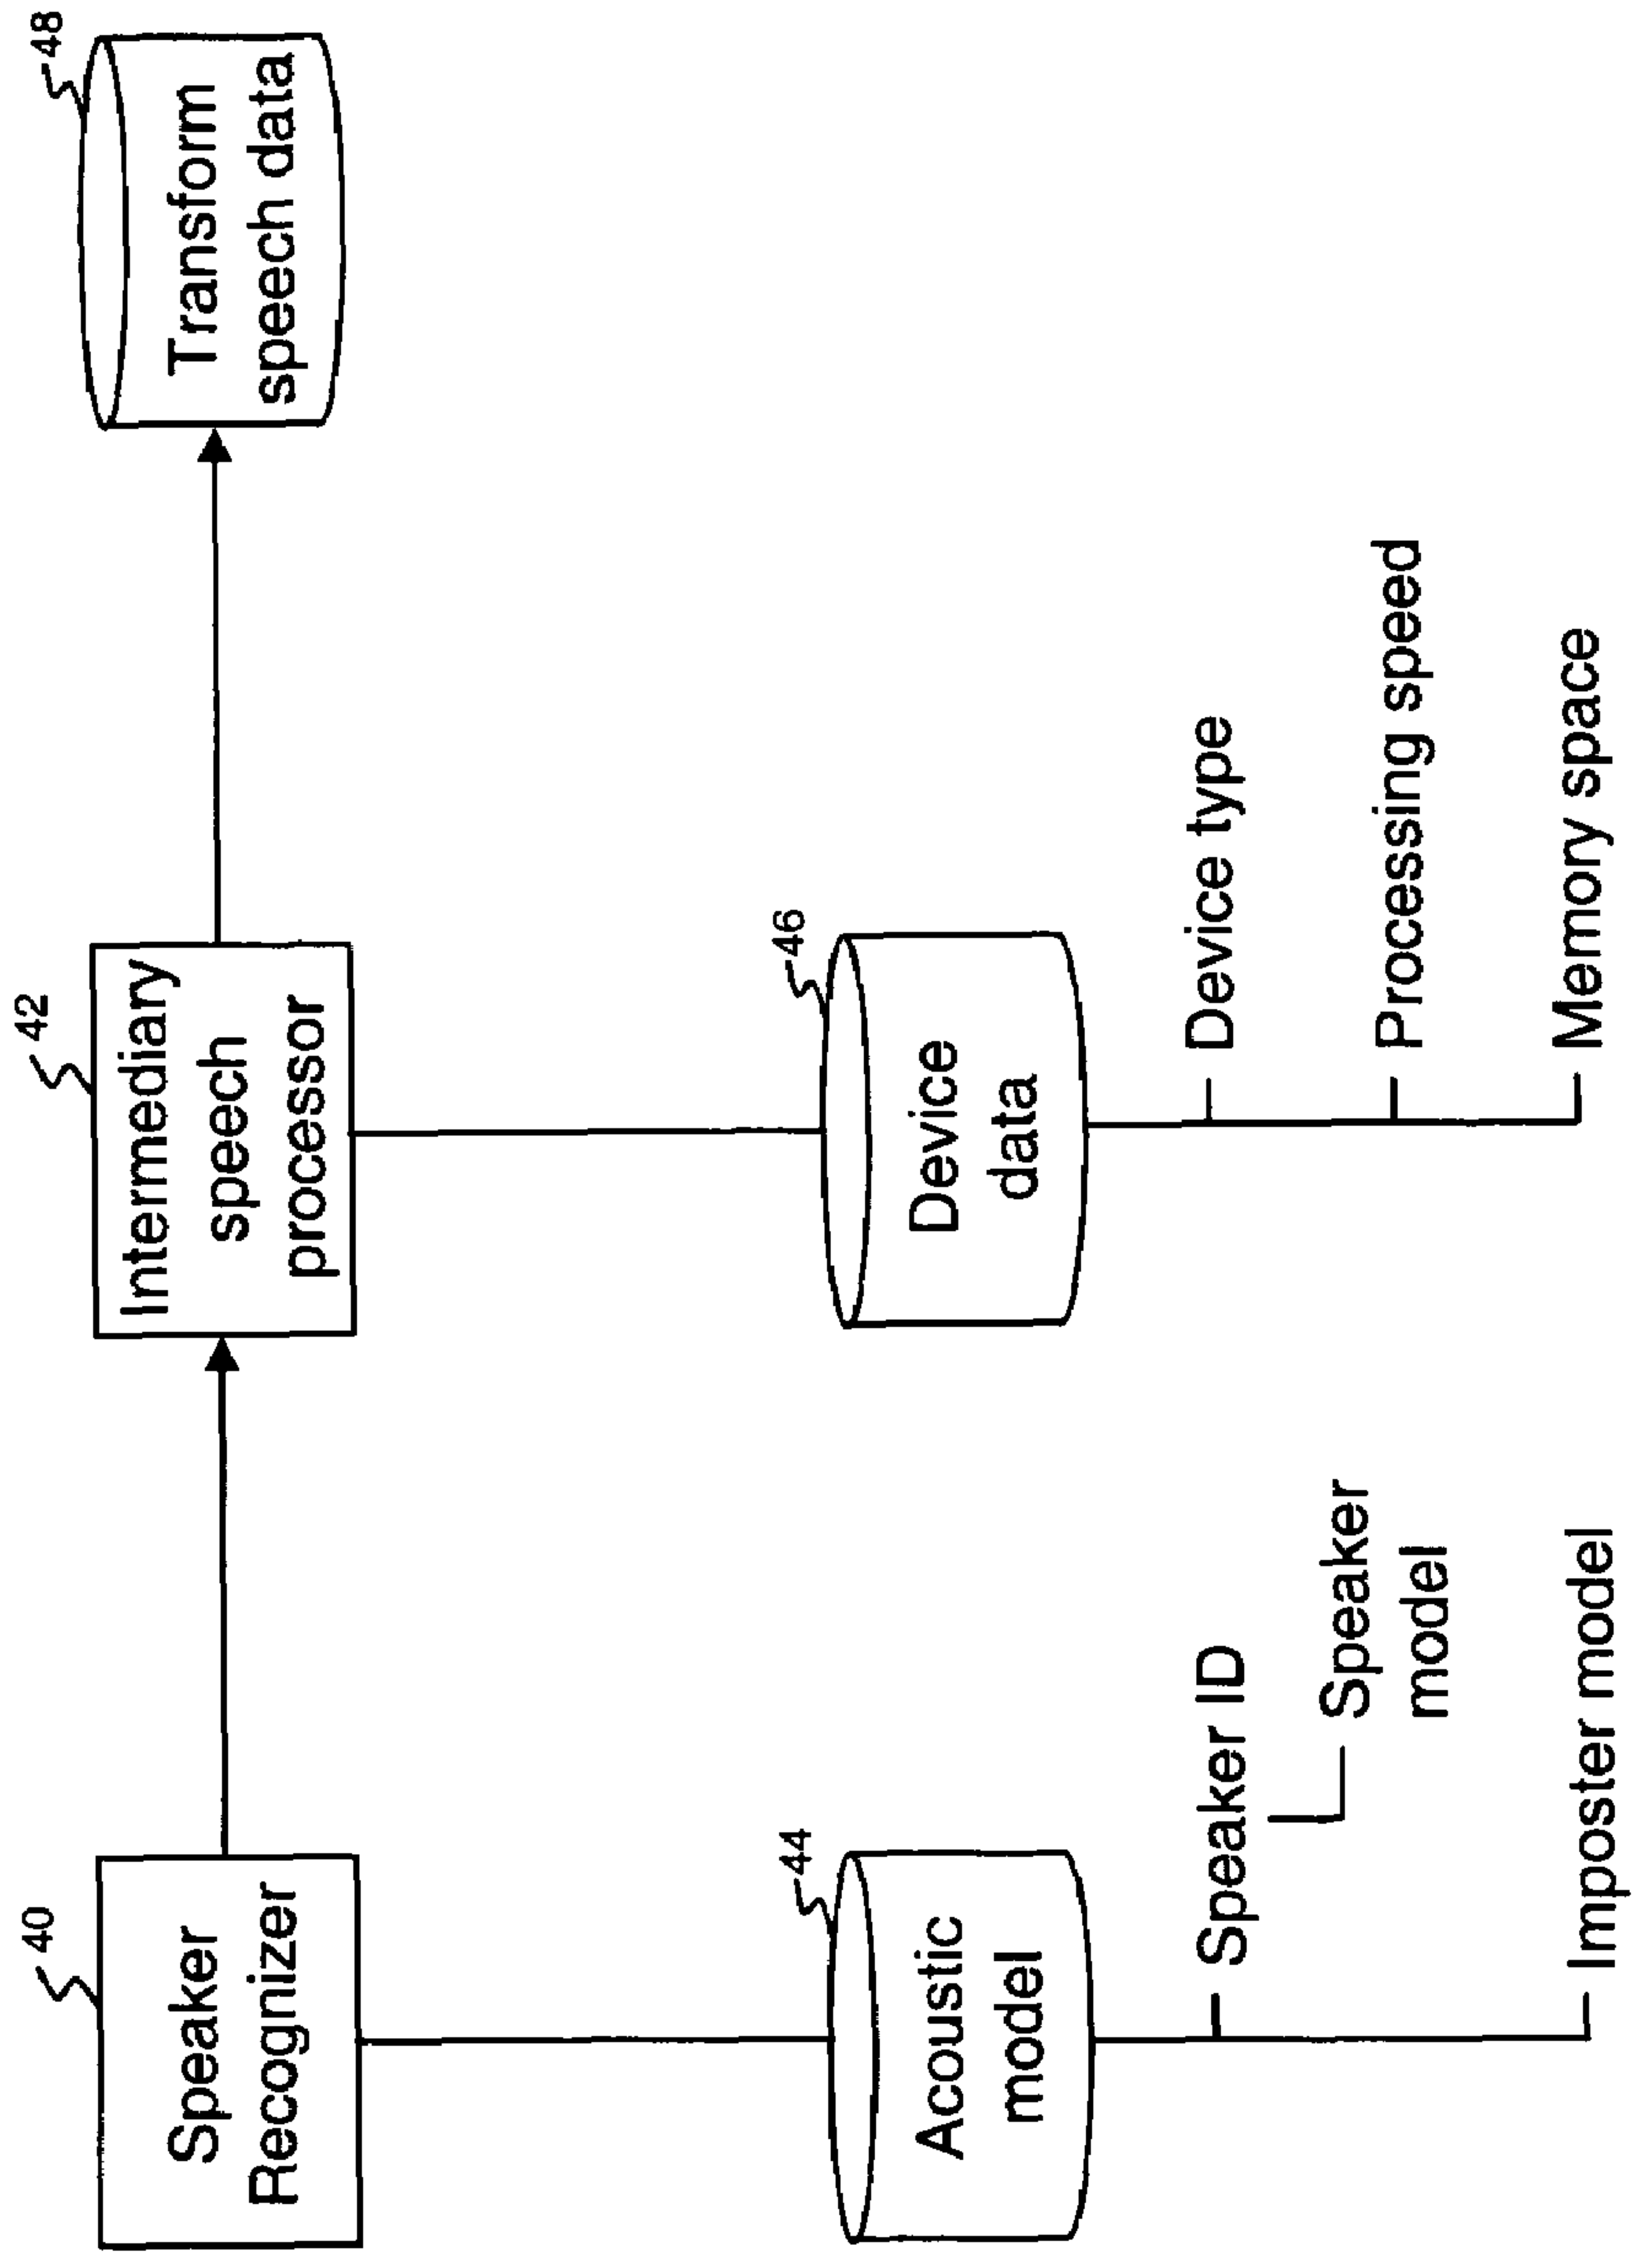 40
Speaker
Recognizer
42
Intermediary
speech
processor
48
Transform
speech data
44
Acoustic
model
46
Device
data
Speaker ID
Speaker
model
Imposter model
Device type
Processing speed
Memory space